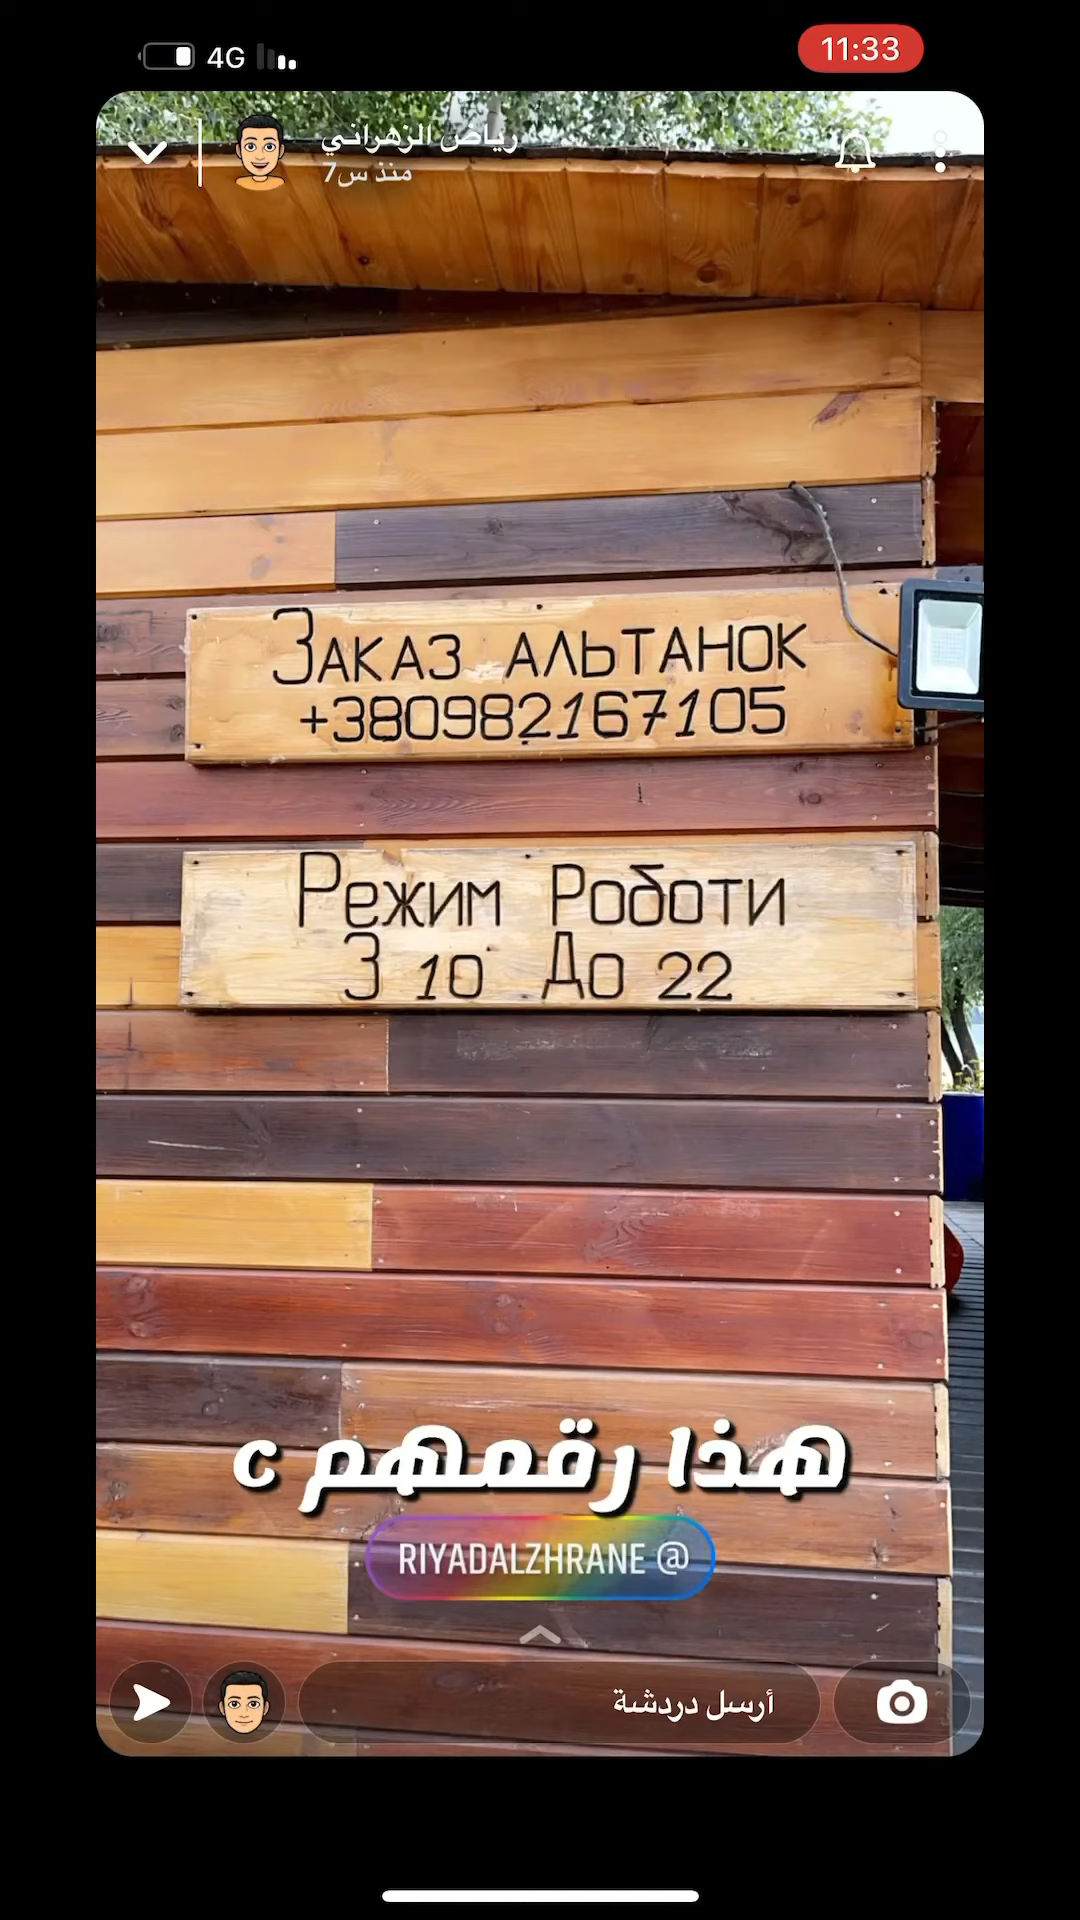 4G
11:33
رياض الزهراني
منذ س7
ЗАКАЗ АЛЬТАНОК
+380982167105
Режим Роботи
З 10 До 22
هذا رقمهم c
RIYADALZHRANE @
أرسل دردشة